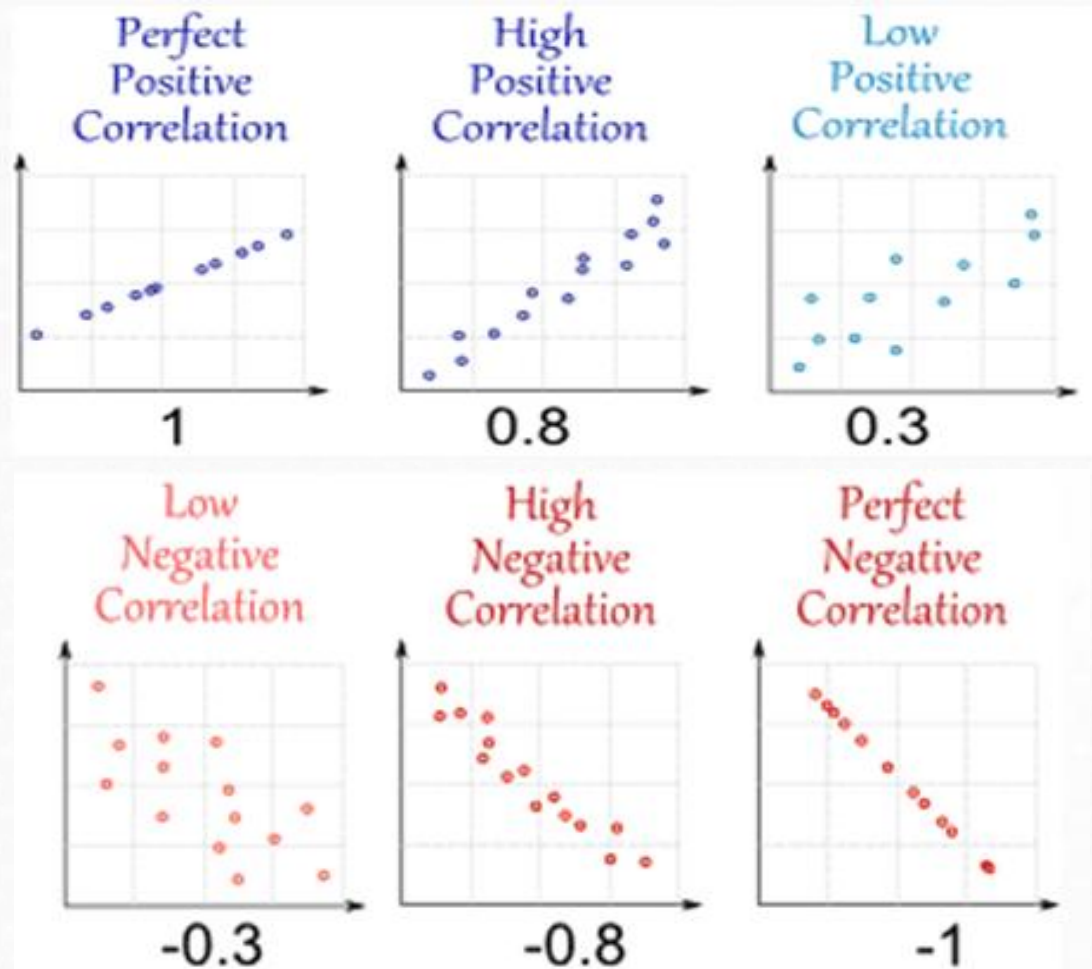 Perfect
Positive
Correlation
High
Positive
Correlation
Low
Positive
Correlation
1
0.8
0.3
Low
Negative
Correlation
High
Negative
Correlation
Perfect
Negative
Correlation
-0.3
-0.8
-1